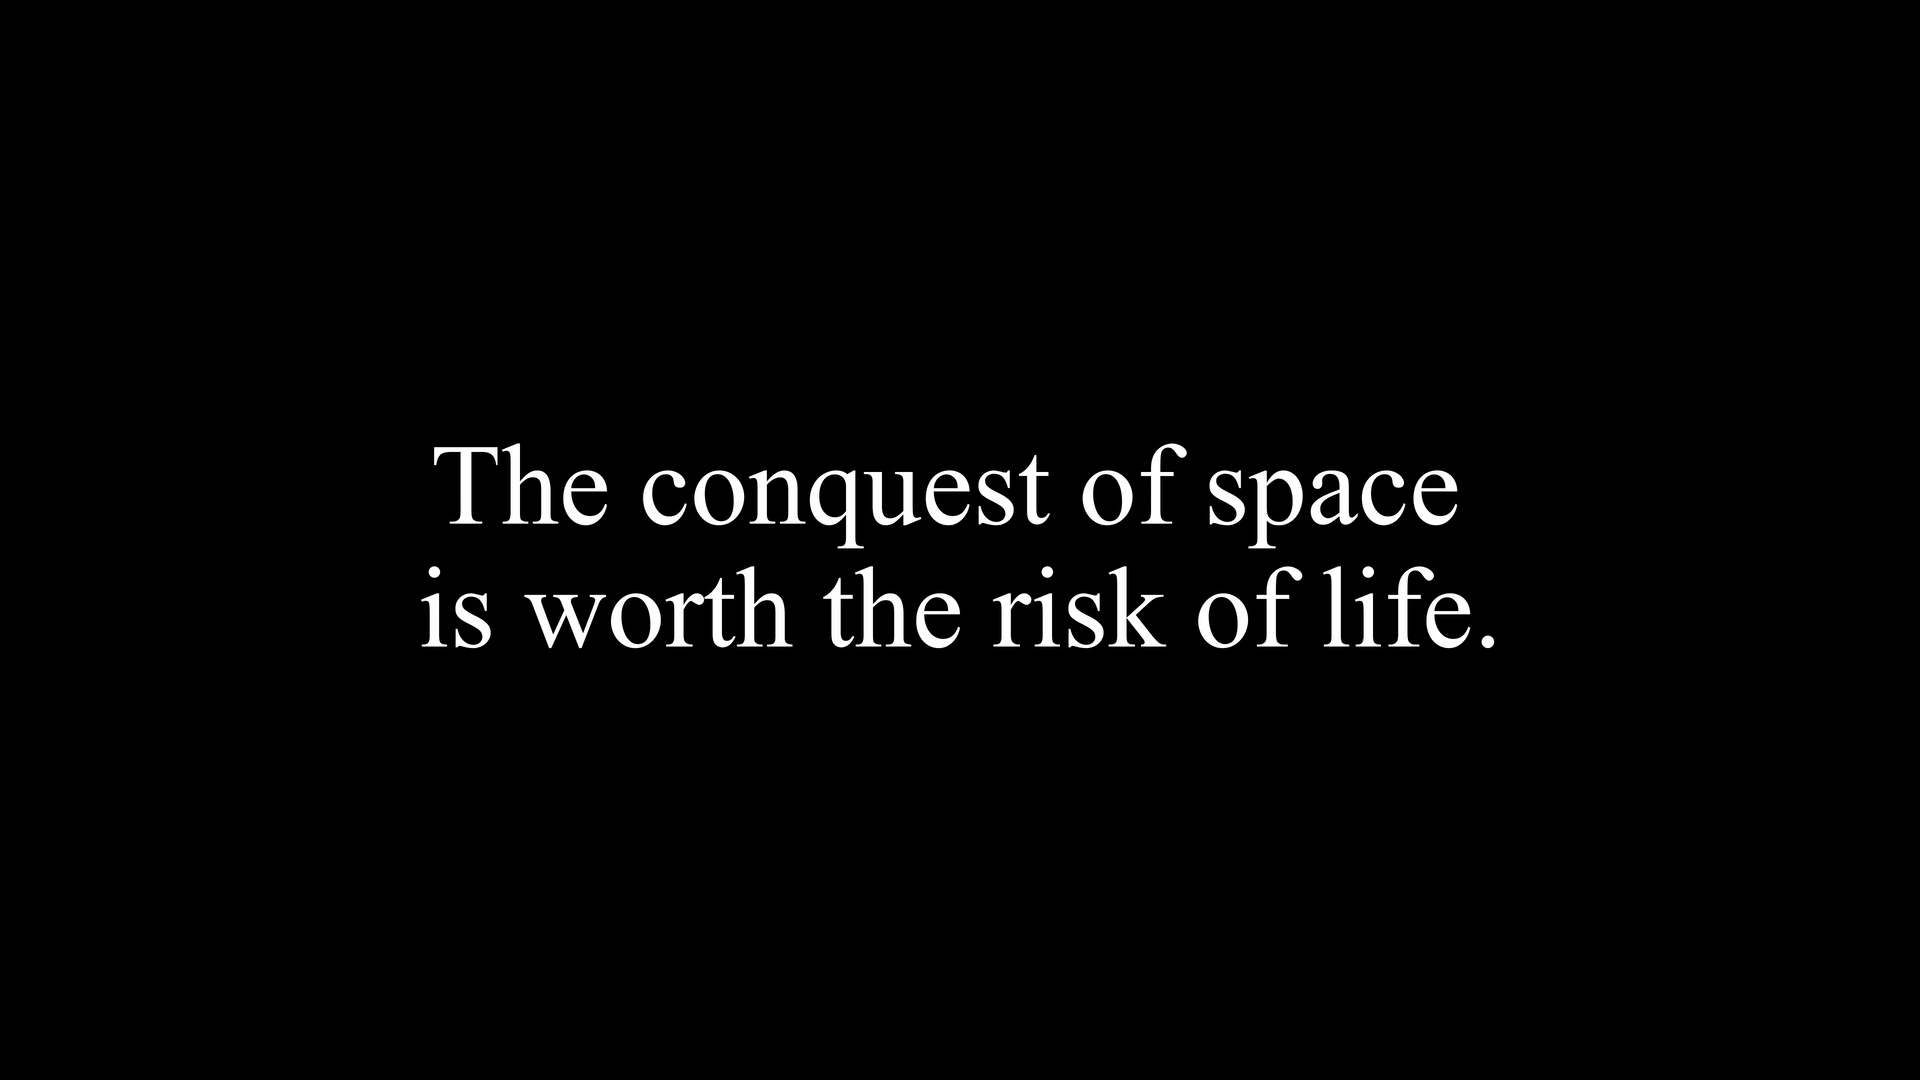 The conquest of space
is worth the risk of life.